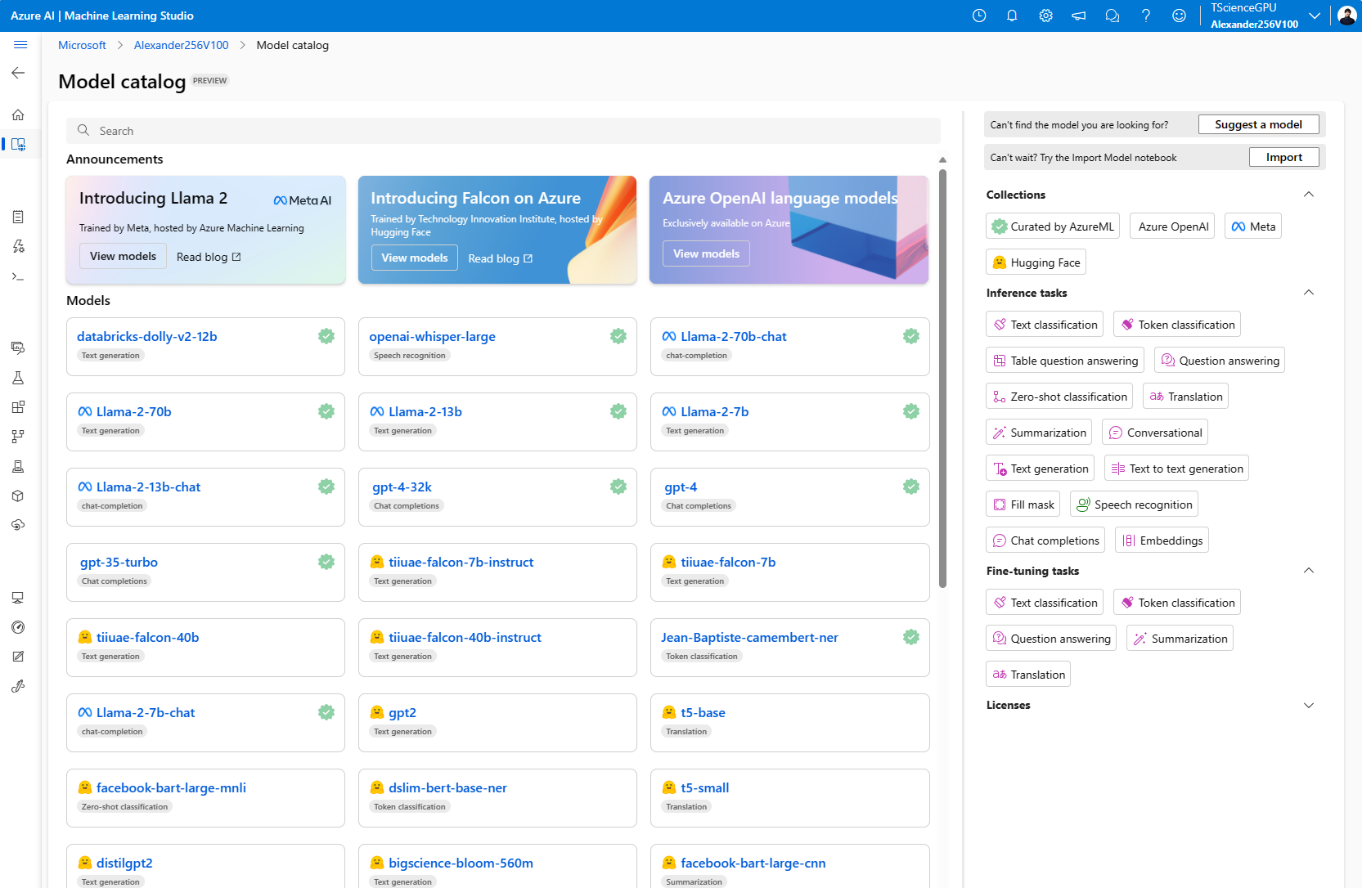 Azure AI | Machine Learning Studio
TScienceGPU
Alexander256V100
Microsoft > Alexander256V100 > Model catalog
Model catalog PREVIEW
Search
Announcements
Introducing Llama 2
Meta AI
Trained by Meta, hosted by Azure Machine Learning
View models
Read blog
Introducing Falcon on Azure
Trained by Technology Innovation Institute, hosted by
Hugging Face
View models
Read blog
Azure OpenAI language models
Exclusively available on Azure
View models
Models
databricks-dolly-v2-12b
Text generation
openai-whisper-large
Speech recognition
Llama-2-70b-chat
chat-completion
Llama-2-70b
Text generation
Llama-2-13b
Text generation
Llama-2-7b
Text generation
Llama-2-13b-chat
chat-completion
gpt-4-32k
Chat completions
gpt-4
Chat completions
gpt-35-turbo
Chat completions
tiiuae-falcon-7b-instruct
Text generation
tiiuae-falcon-7b
Text generation
tiiuae-falcon-40b
Text generation
tiiuae-falcon-40b-instruct
Text generation
Jean-Baptiste-camembert-ner
Token classification
Llama-2-7b-chat
chat-completion
gpt2
Text generation
t5-base
Translation
facebook-bart-large-mnli
Zero-shot classification
dslim-bert-base-ner
Token classification
t5-small
Translation
distilgpt2
Text generation
bigscience-bloom-560m
Text generation
facebook-bart-large-cnn
Summarization
Can't find the model you are looking for?
Suggest a model
Can't wait? Try the Import Model notebook
Import
Collections
Curated by AzureML
Azure OpenAI
Meta
Hugging Face
Inference tasks
Text classification
Token classification
Table question answering
Question answering
Zero-shot classification
Translation
Summarization
Conversational
Text generation
Text to text generation
Fill mask
Speech recognition
Chat completions
Embeddings
Fine-tuning tasks
Text classification
Token classification
Question answering
Summarization
Translation
Licenses